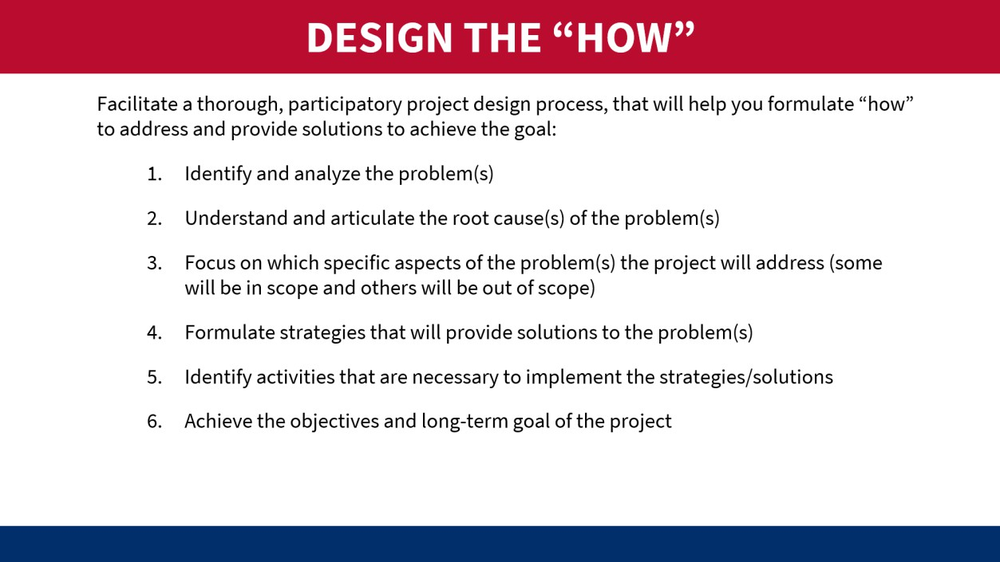 DESIGN THE “HOW”
Facilitate a thorough, participatory project design process, that will help you formulate “how”
to address and provide solutions to achieve the goal:
1. Identify and analyze the problem(s)
2. Understand and articulate the root cause(s) of the problem(s)
3. Focus on which specific aspects of the problem(s) the project will address (some
will be in scope and others will be out of scope)
4. Formulate strategies that will provide solutions to the problem(s)
5. Identify activities that are necessary to implement the strategies/solutions
6. Achieve the objectives and long-term goal of the project